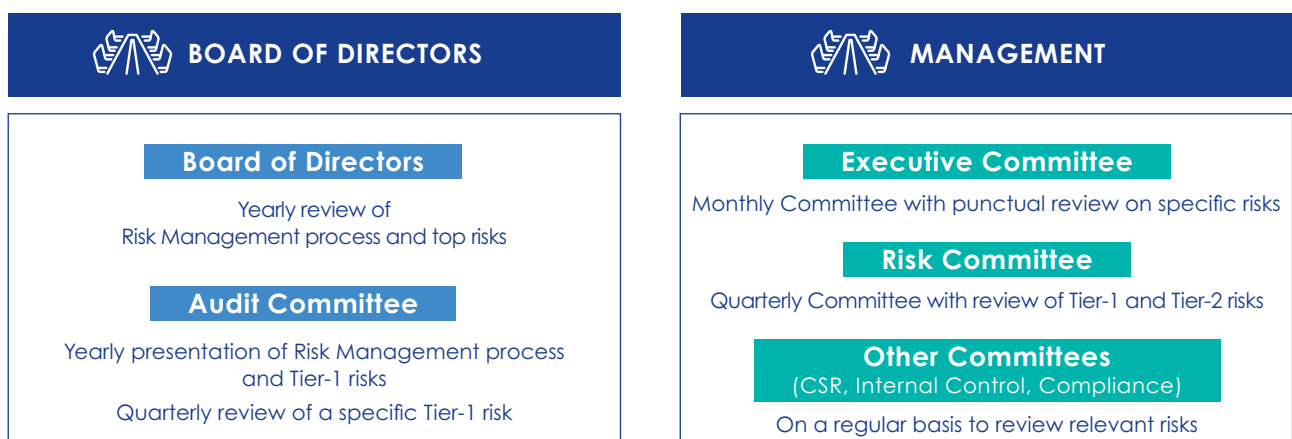 BOARD OF DIRECTORS
Board of Directors
Yearly review of
Risk Management process and top risks
Audit Committee
Yearly presentation of Risk Management process
and Tier-1 risks
Quarterly review of a specific Tier-1 risk
MANAGEMENT
Executive Committee
Monthly Committee with punctual review on specific risks
Risk Committee
Quarterly Committee with review of Tier-1 and Tier-2 risks
Other Committees
(CSR, Internal Control, Compliance)
On a regular basis to review relevant risks